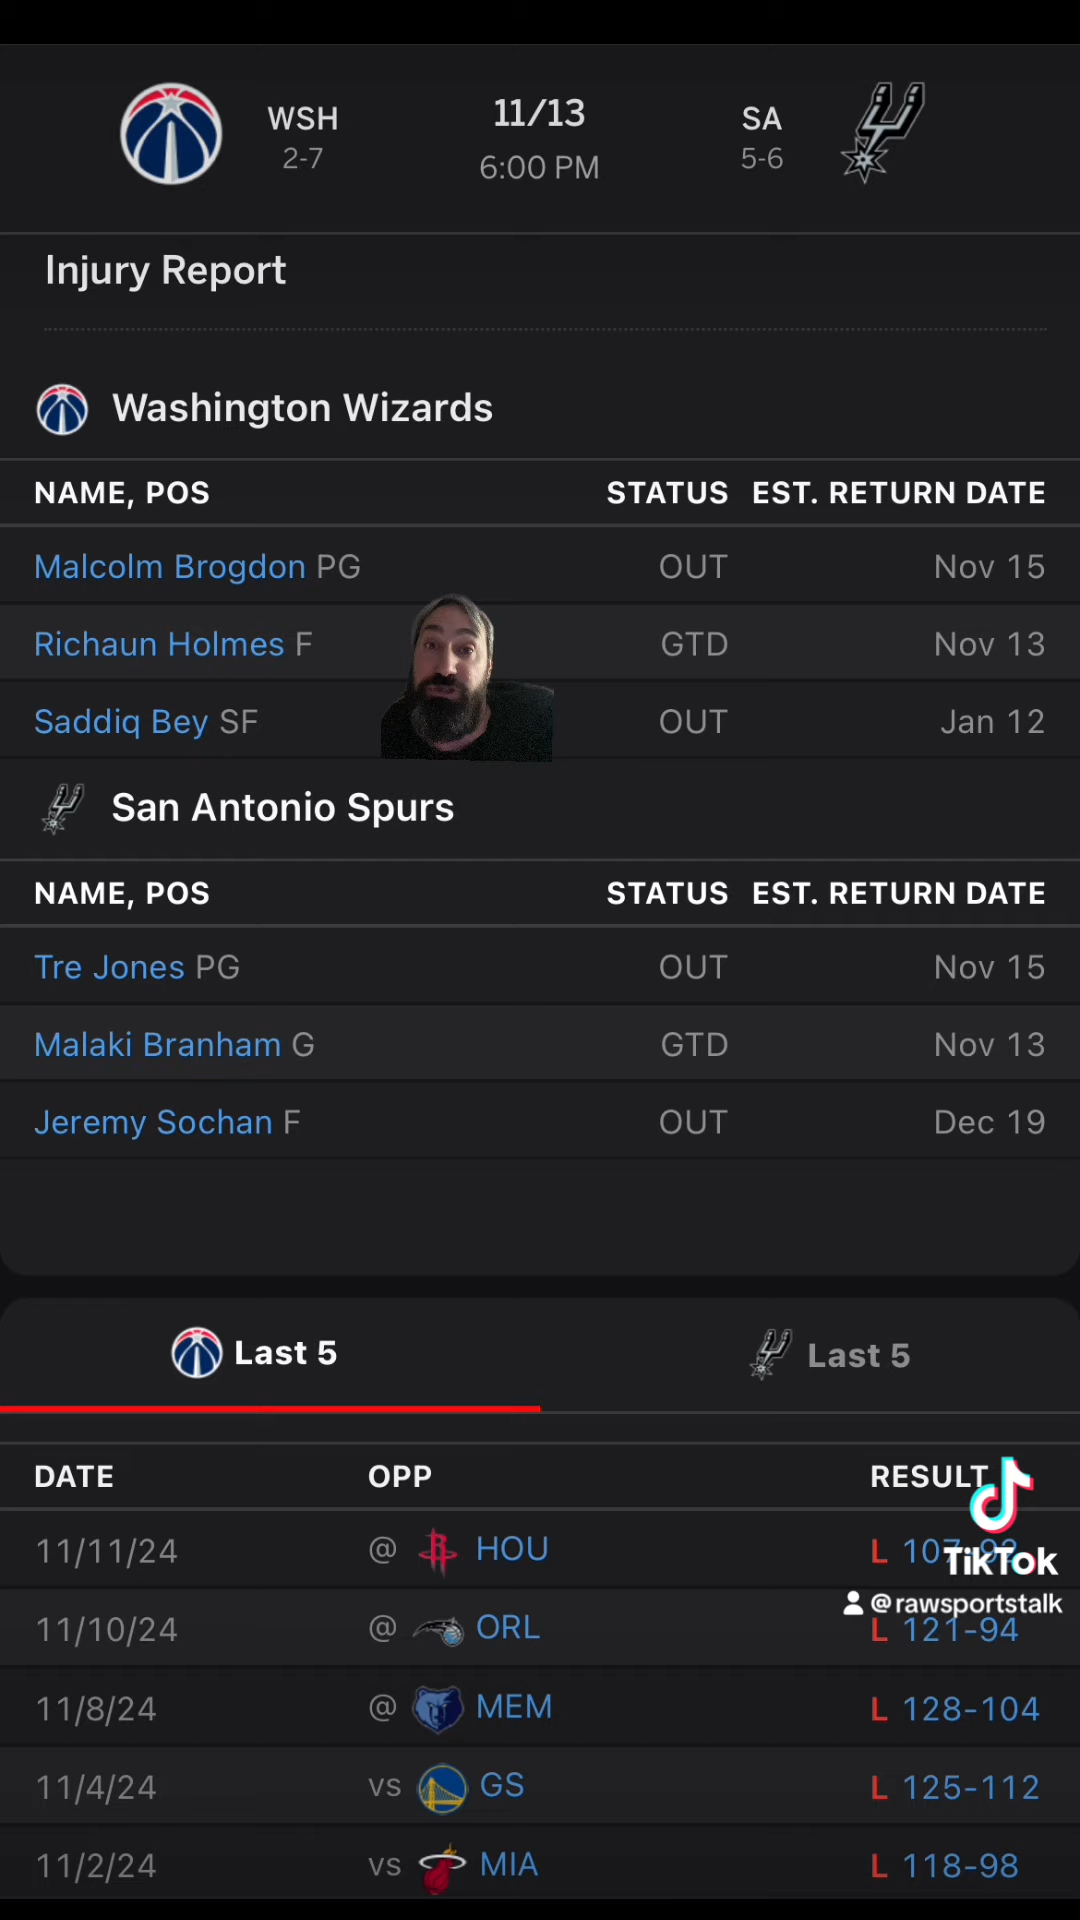 WSH 11/13 SA
2-7 6:00 PM 5-6
Injury Report
Washington Wizards
NAME, POS STATUS EST. RETURN DATE
Malcolm Brogdon PG OUT Nov 15
Richaun Holmes F GTD Nov 13
Saddiq Bey SF OUT Jan 12
San Antonio Spurs
NAME, POS STATUS EST. RETURN DATE
Tre Jones PG OUT Nov 15
Malaki Branham G GTD Nov 13
Jeremy Sochan F OUT Dec 19
Last 5 Last 5
DATE OPP RESULT
11/11/24 @ HOU L
TikTok
@rawsportstalk
11/10/24 @ ORL L 121-94
11/8/24 @ MEM L 128-104
11/4/24 vs GS L 125-112
11/2/24 vs MIA L 118-98